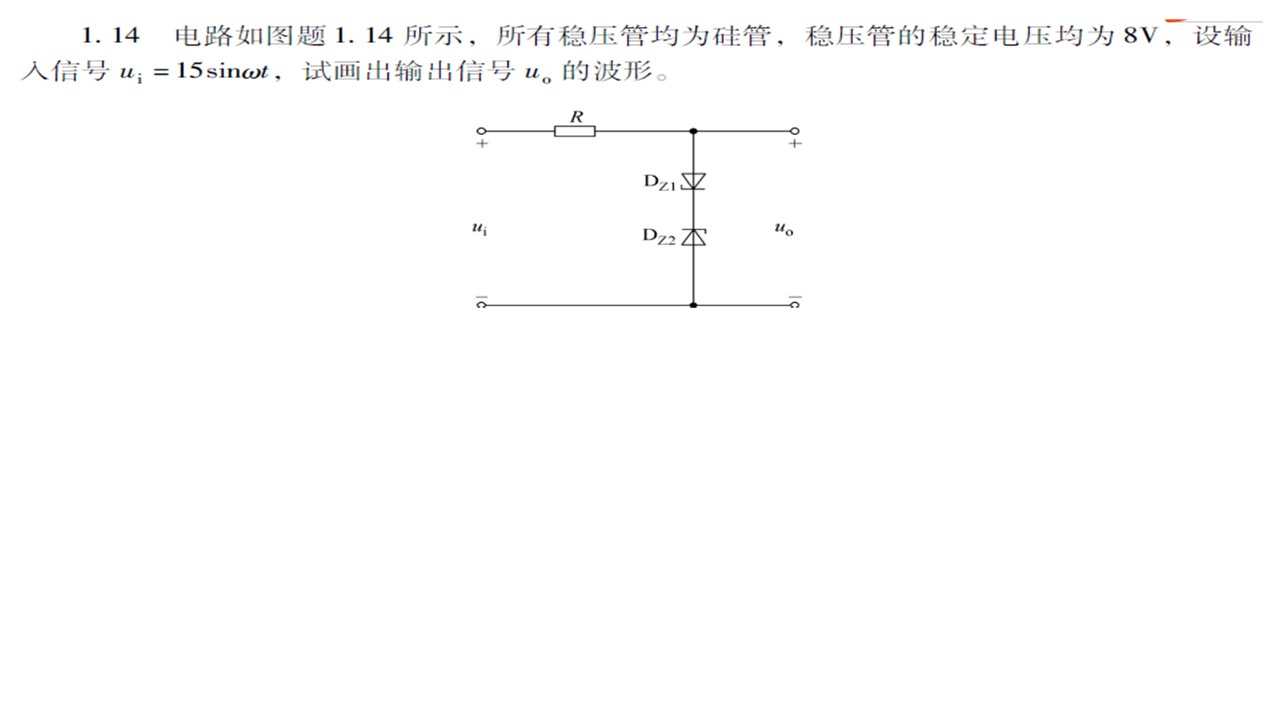 1. 14 电路如图题 1. 14 所示，所有稳压管均为硅管，稳压管的稳定电压均为 8V，设输
入信号 uᵢ = 15sinωt，试画出输出信号 uₒ 的波形。
R
+ +
D_Z1
uᵢ D_Z2 uₒ
− −